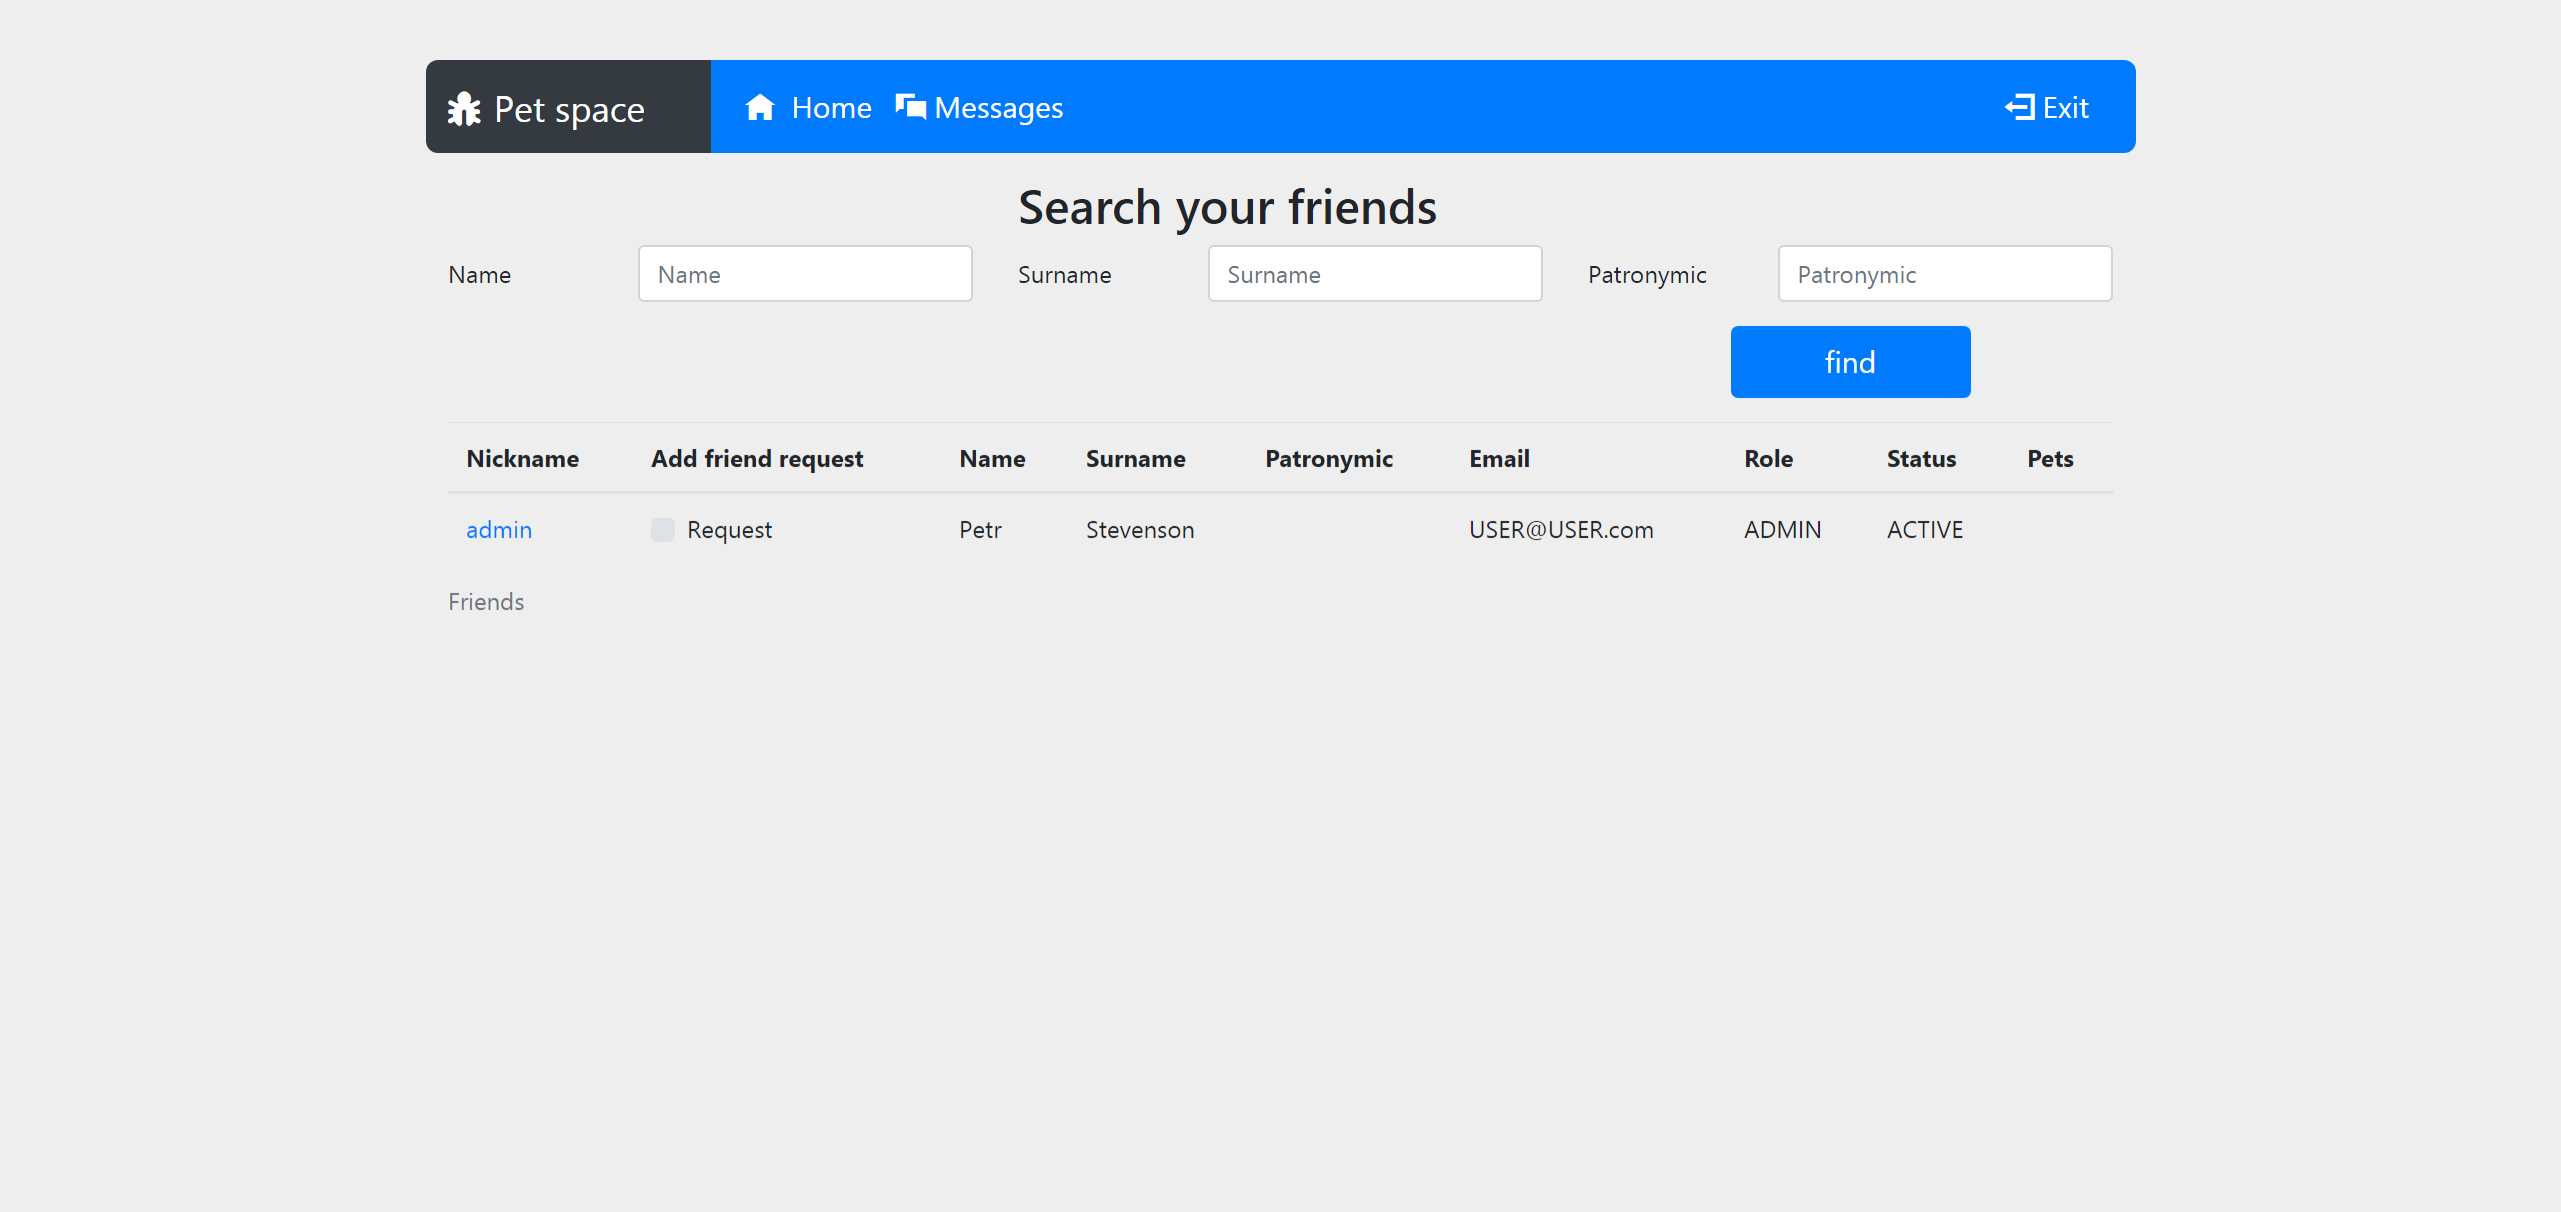 Pet space Home Messages Exit
Search your friends
Name Name Surname Surname Patronymic Patronymic
find
Nickname Add friend request Name Surname Patronymic Email Role Status Pets
admin Request Petr Stevenson USER@USER.com ADMIN ACTIVE
Friends